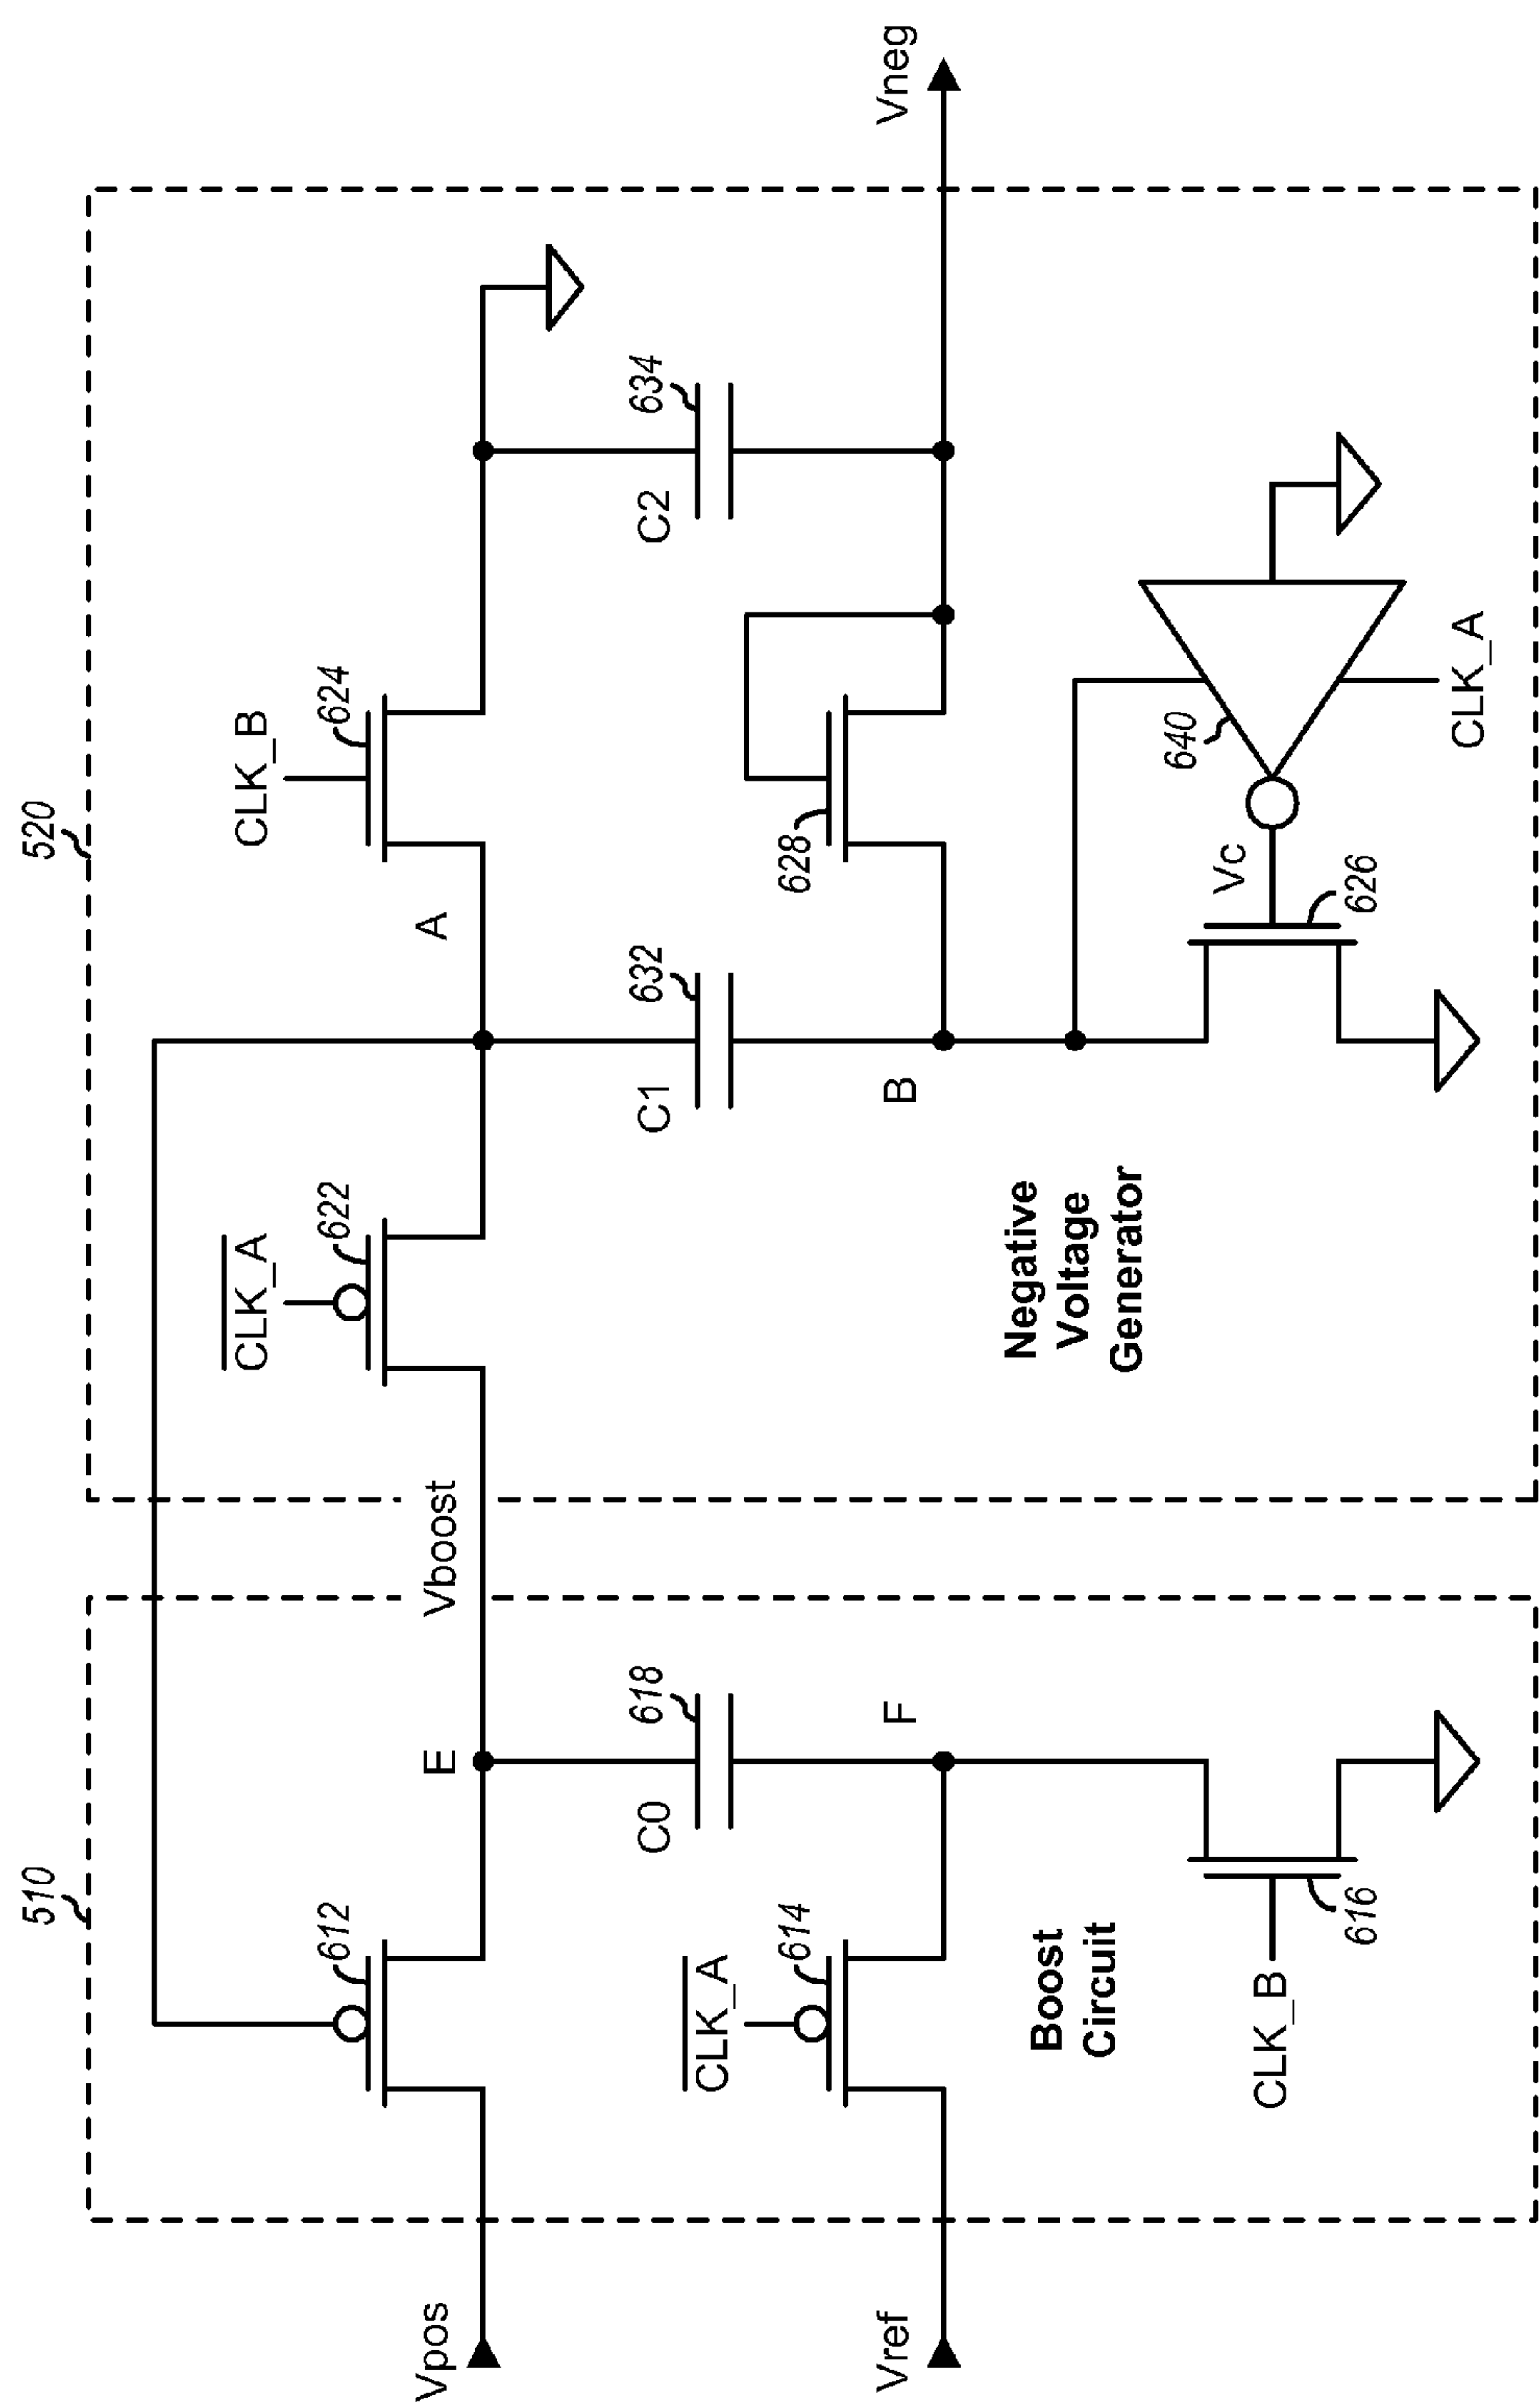 510
520
Vpos
612
E
Vboost
CLK_A
622
A
CLK_B
624
C0
618
C1
632
C2
634
Vref
CLK_A
614
F
B
628
Vneg
Boost
Circuit
Negative
Voltage
Generator
CLK_B
616
Vc
626
640
CLK_A